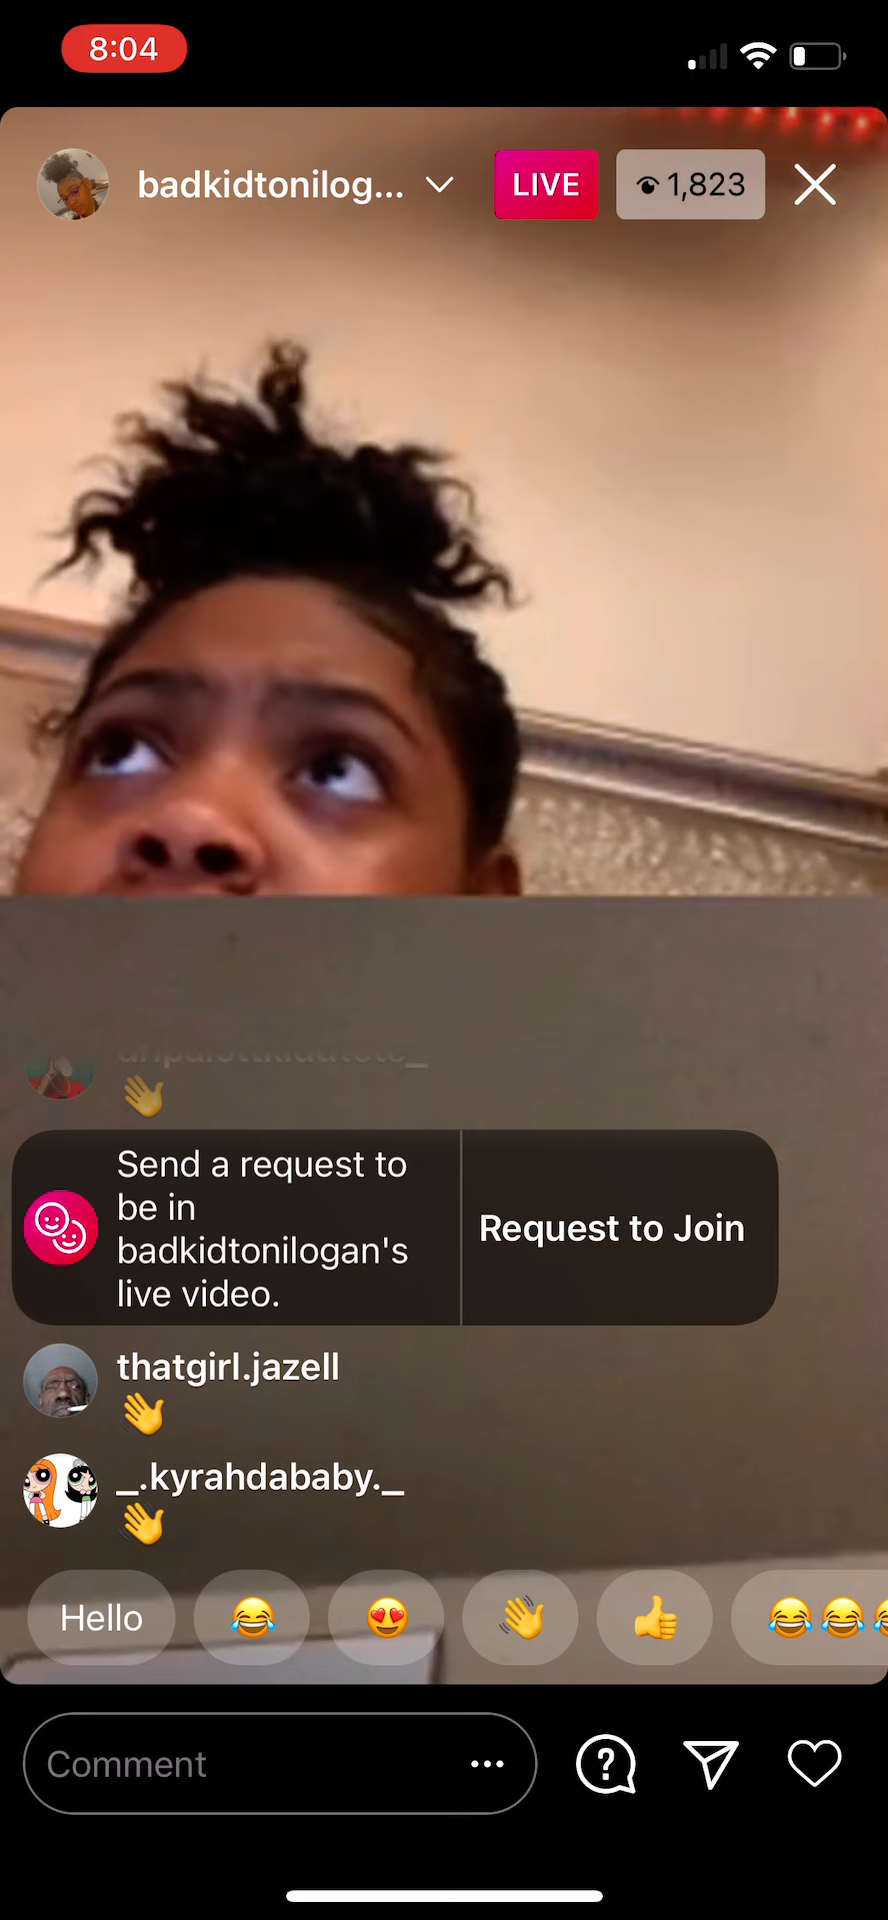 8:04
badkidtonilog...
LIVE
1,823
Send a request to
be in
badkidtonilogan's
live video.
Request to Join
thatgirl.jazell
👋
_.kyrahdababy._
👋
Hello
Comment